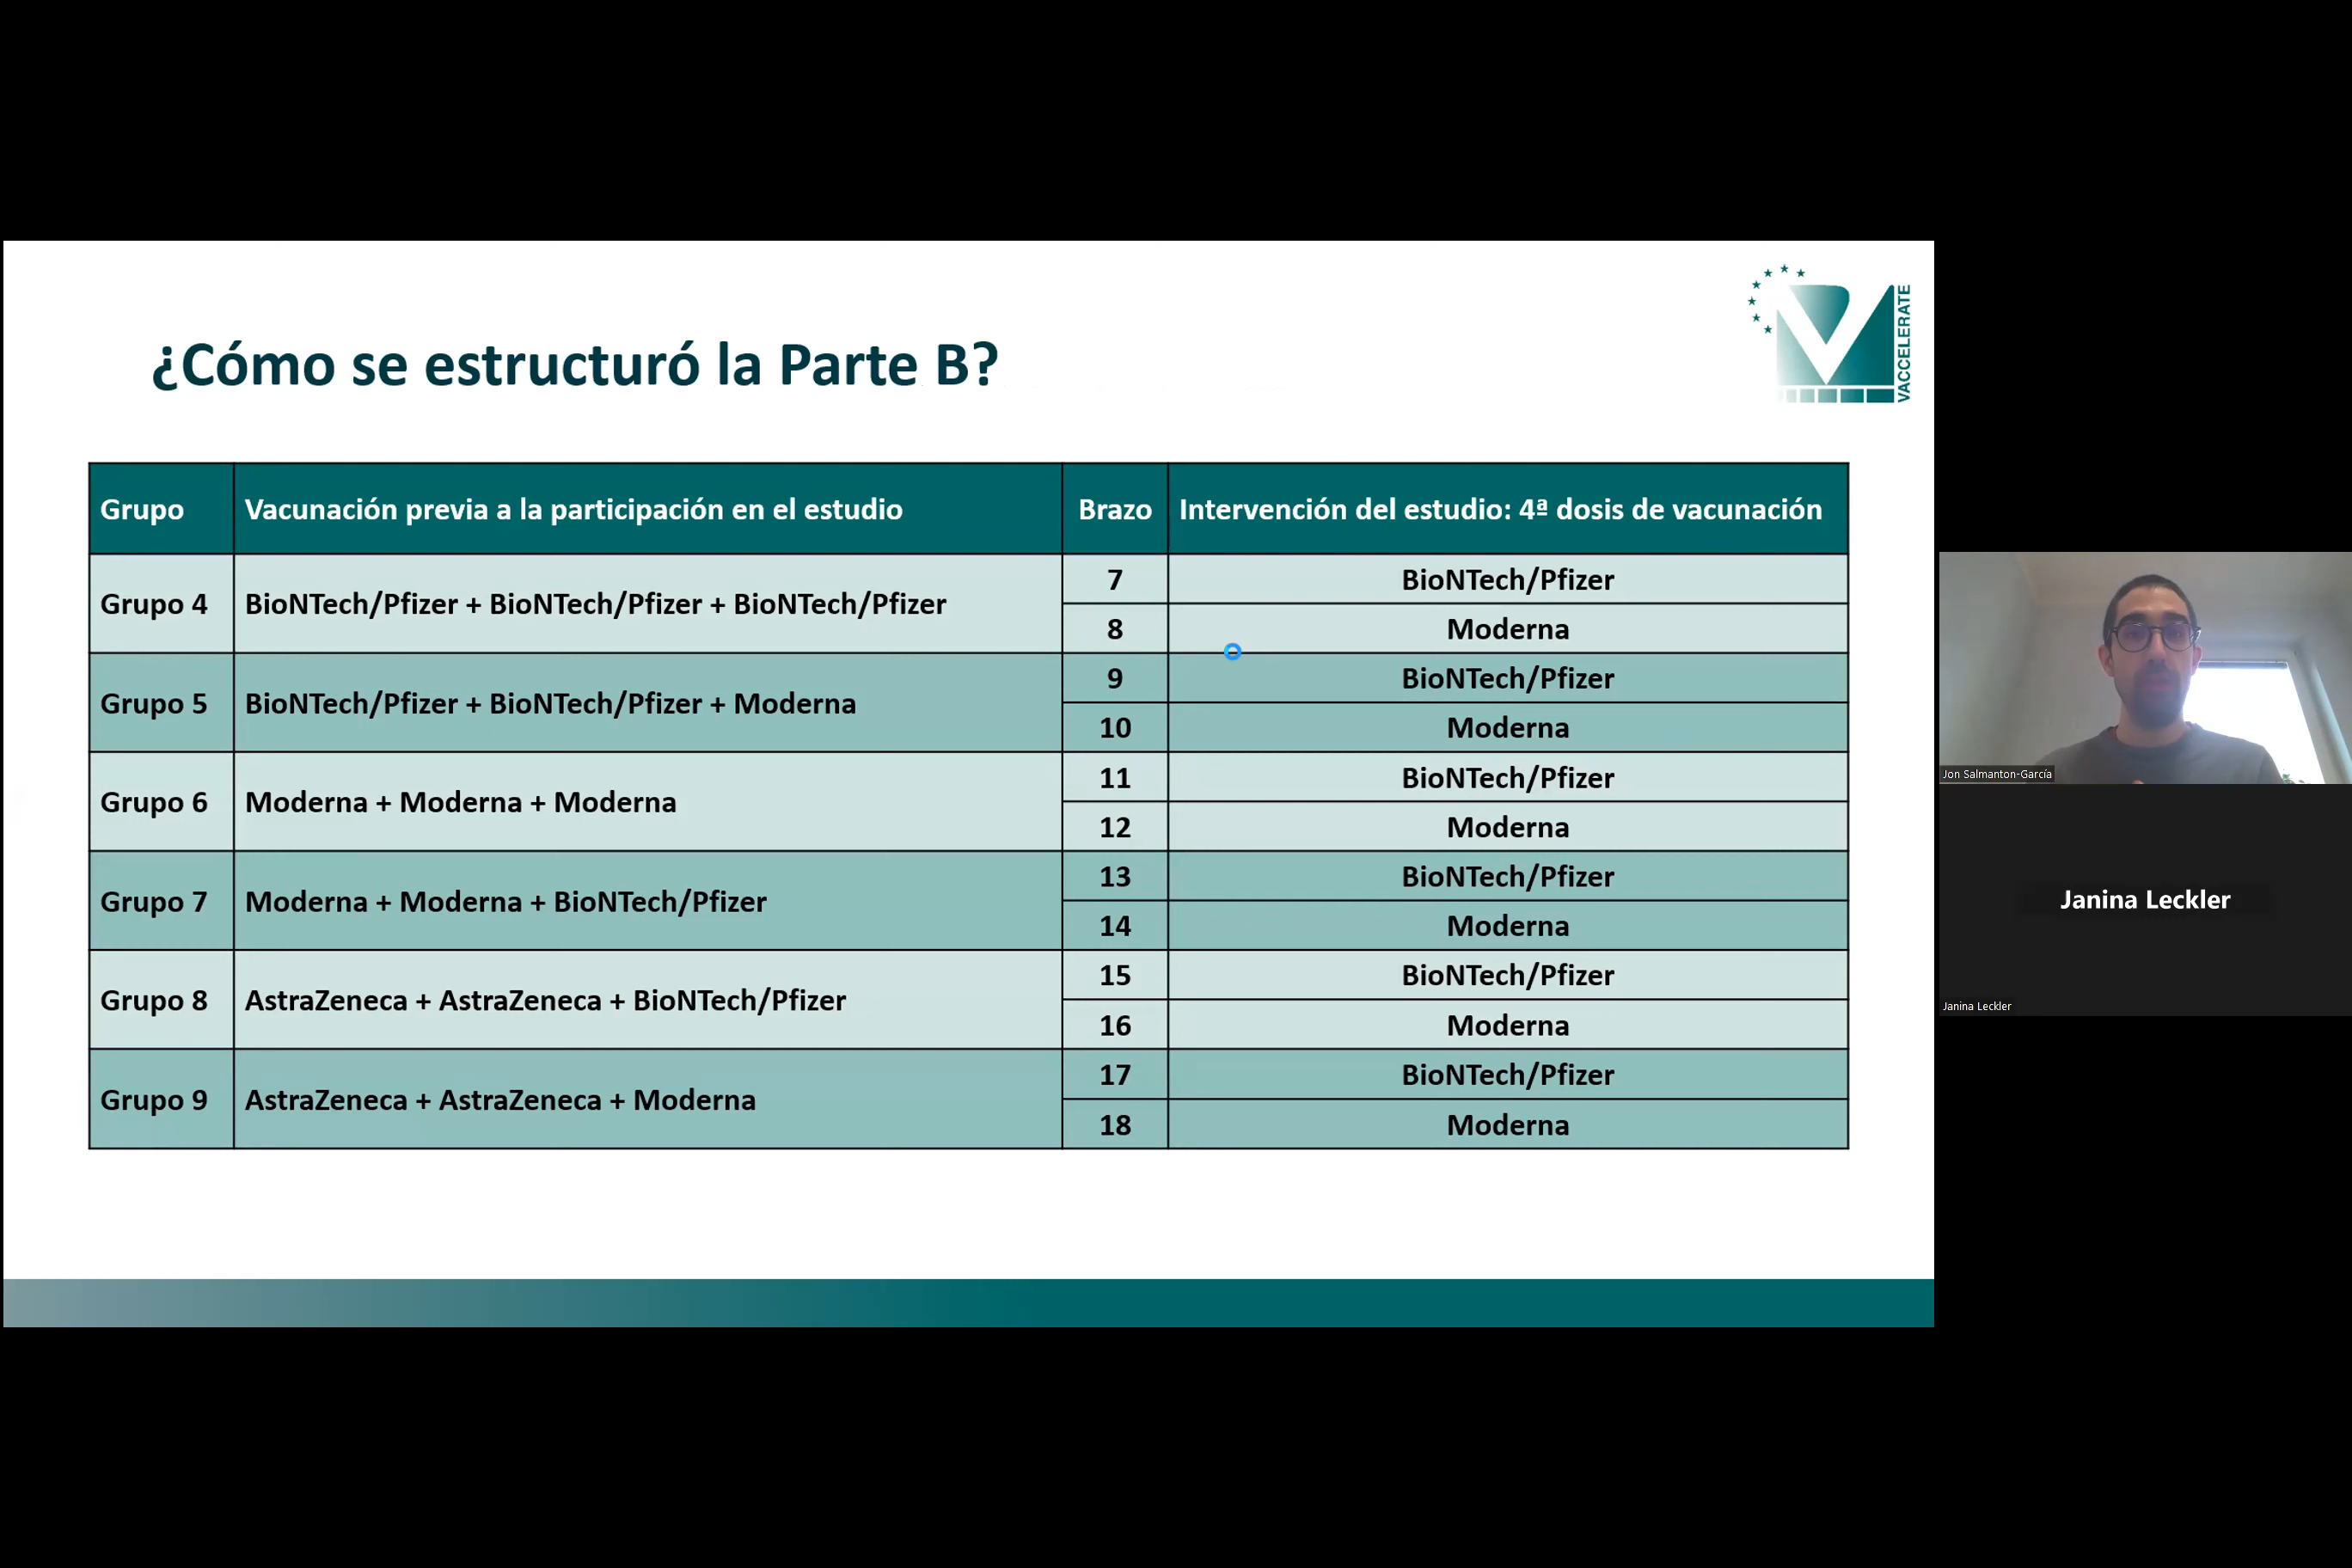 ¿Cómo se estructuró la Parte B?
VACCELERATE
Grupo Vacunación previa a la participación en el estudio Brazo Intervención del estudio: 4ª dosis de vacunación
Grupo 4 BioNTech/Pfizer + BioNTech/Pfizer + BioNTech/Pfizer
7 BioNTech/Pfizer
8 Moderna
Grupo 5 BioNTech/Pfizer + BioNTech/Pfizer + Moderna
9 BioNTech/Pfizer
10 Moderna
Grupo 6 Moderna + Moderna + Moderna
11 BioNTech/Pfizer
12 Moderna
Grupo 7 Moderna + Moderna + BioNTech/Pfizer
13 BioNTech/Pfizer
14 Moderna
Grupo 8 AstraZeneca + AstraZeneca + BioNTech/Pfizer
15 BioNTech/Pfizer
16 Moderna
Grupo 9 AstraZeneca + AstraZeneca + Moderna
17 BioNTech/Pfizer
18 Moderna
Jon Salmanton-García
Janina Leckler
Janina Leckler